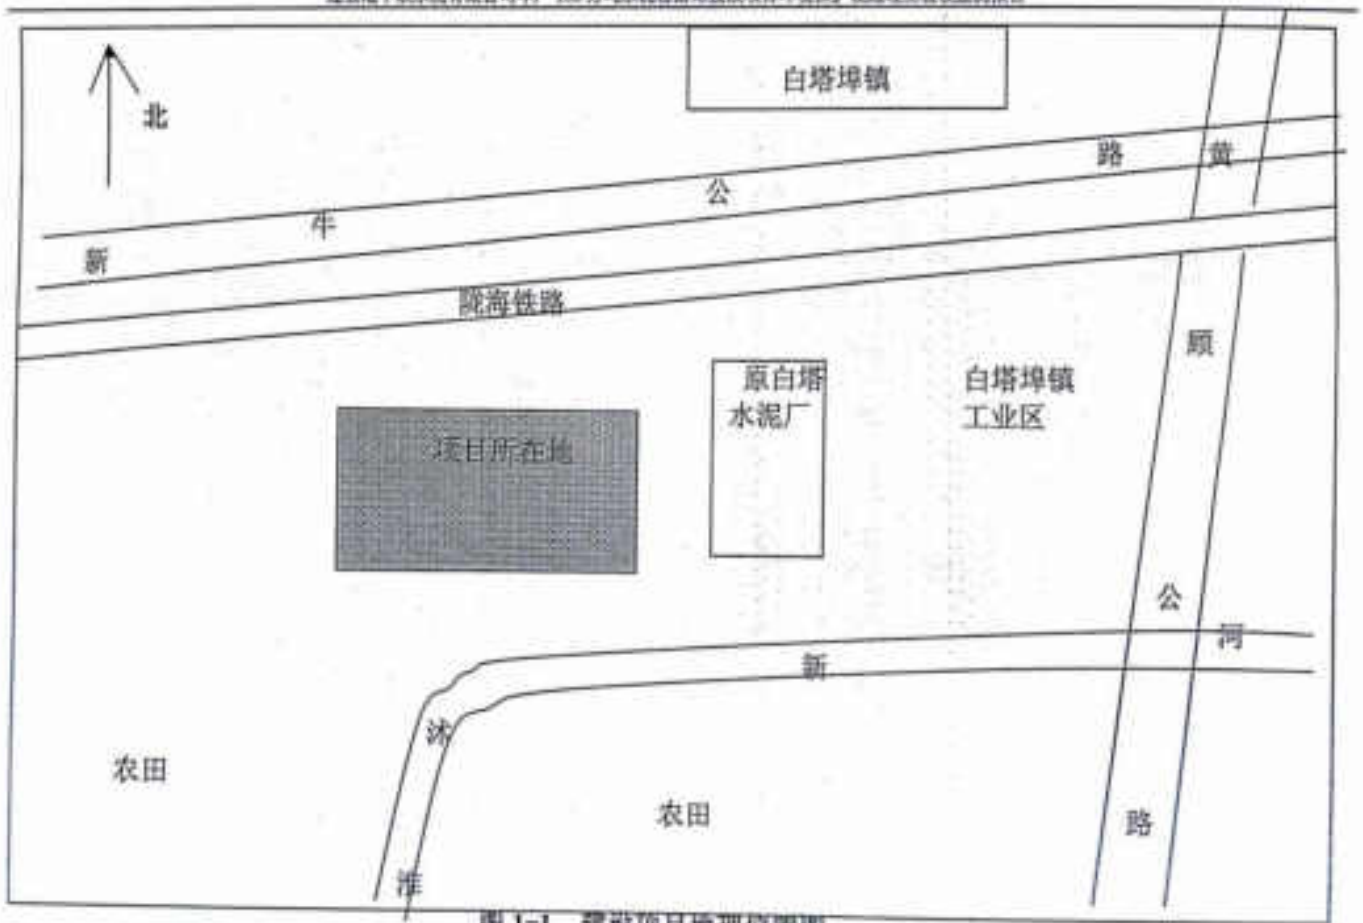 白塔埠镇
北
新牛公路
陇海铁路
黄顾公路
原白塔
水泥厂
白塔埠镇
工业区
项目所在地
淮沭新河
农田
农田